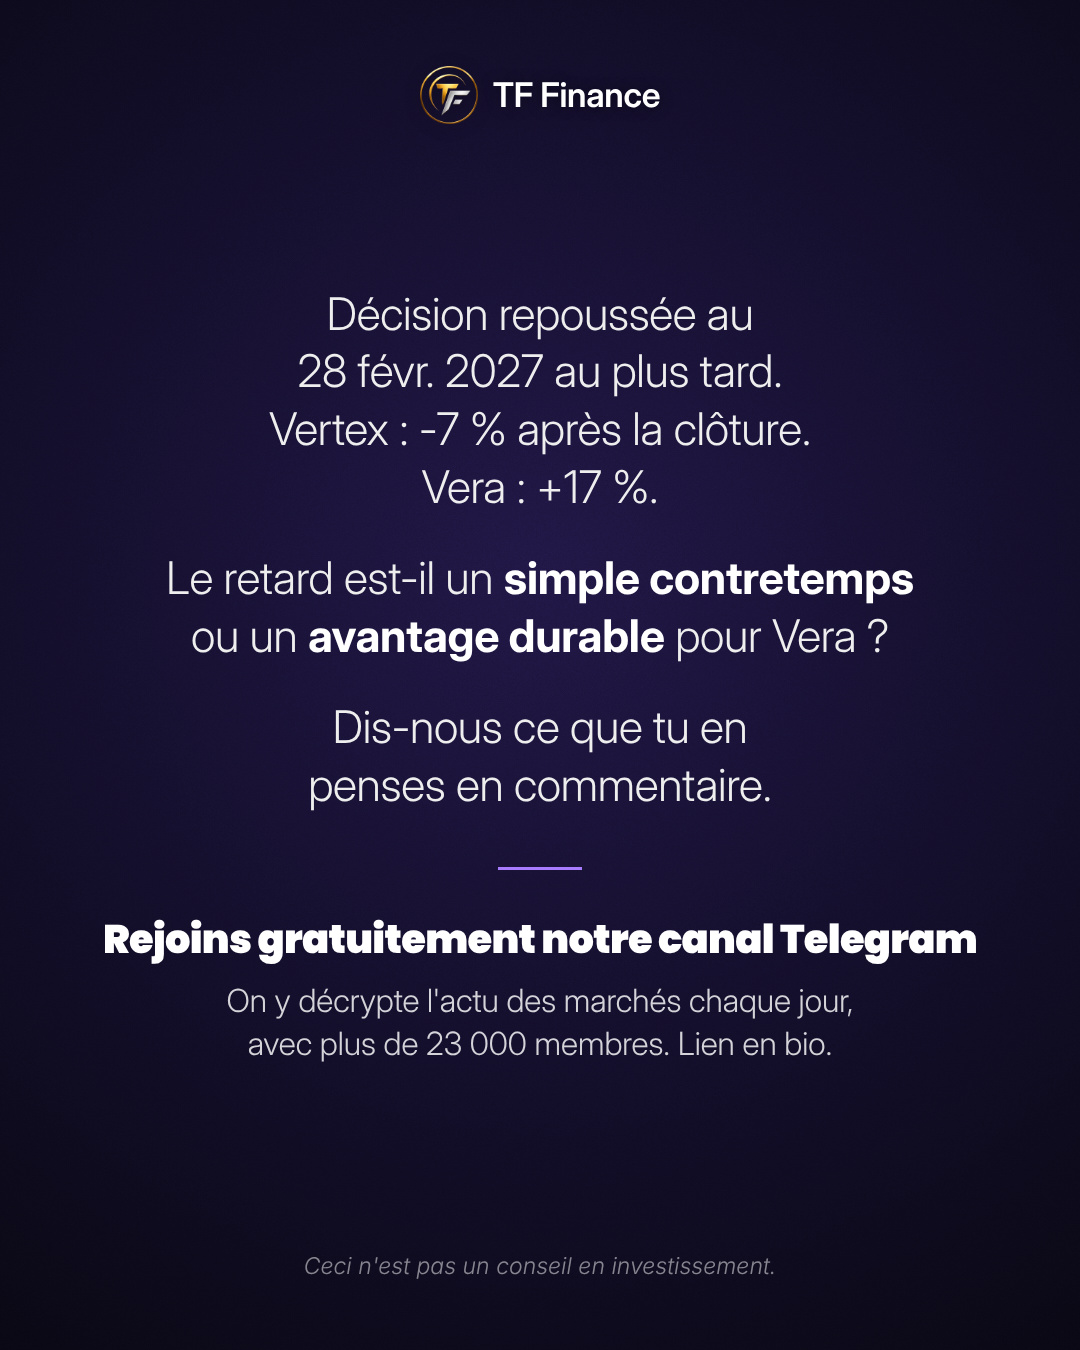 TF Finance
Décision repoussée au
28 févr. 2027 au plus tard.
Vertex : -7 % après la clôture.
Vera : +17 %.
Le retard est-il un simple contretemps
ou un avantage durable pour Vera ?
Dis-nous ce que tu en
penses en commentaire.
Rejoins gratuitement notre canal Telegram
On y décrypte l'actu des marchés chaque jour,
avec plus de 23 000 membres. Lien en bio.
Ceci n'est pas un conseil en investissement.